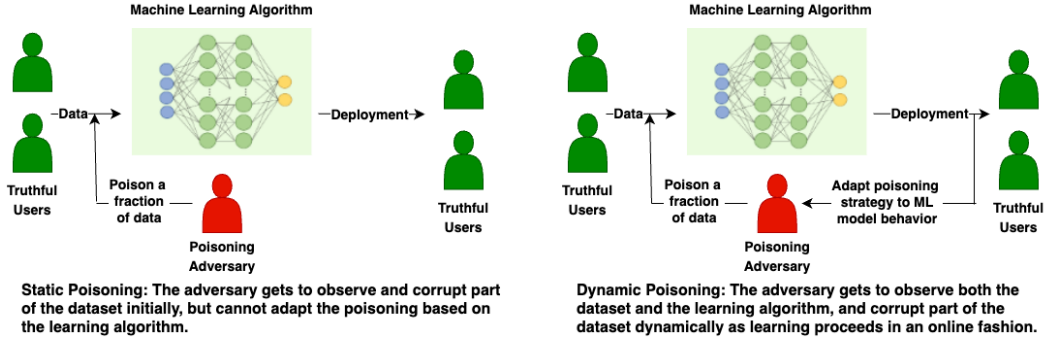 Machine Learning Algorithm
Data
Deployment
Truthful
Users
Poison a
fraction
of data
Poisoning
Adversary
Truthful
Users
Static Poisoning: The adversary gets to observe and corrupt part
of the dataset initially, but cannot adapt the poisoning based on
the learning algorithm.
Machine Learning Algorithm
Data
Deployment
Truthful
Users
Poison a
fraction
of data
Adapt poisoning
strategy to ML
model behavior
Poisoning
Adversary
Truthful
Users
Dynamic Poisoning: The adversary gets to observe both the
dataset and the learning algorithm, and corrupt part of the
dataset dynamically as learning proceeds in an online fashion.